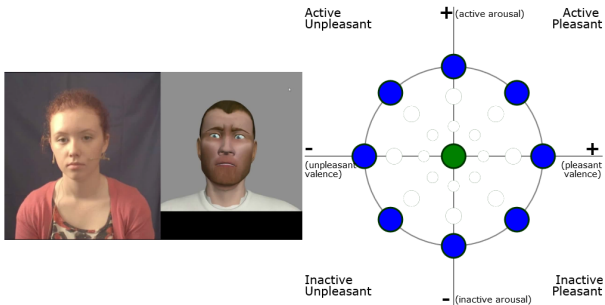 Active
Unpleasant
+ (active arousal)
Active
Pleasant
-
(unpleasant
valence)
+
(pleasant
valence)
Inactive
Unpleasant
- (inactive arousal)
Inactive
Pleasant